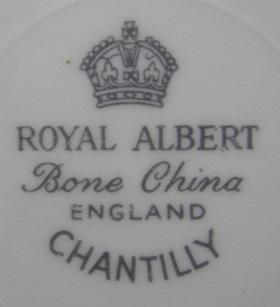 ROYAL ALBERT
Bone China
ENGLAND
CHANTILLY